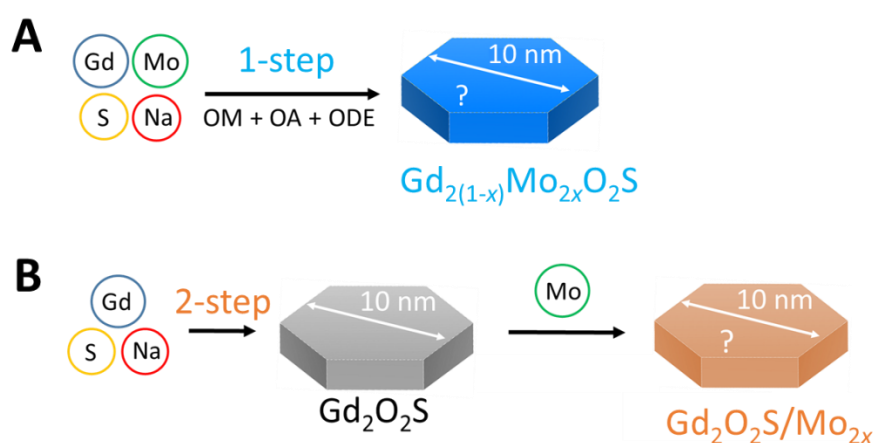 A
Gd Mo
1-step
10 nm
S Na
OM + OA + ODE
?
Gd₂₍₁₋ₓ₎Mo₂ₓO₂S
B
Gd
2-step
10 nm
Mo
10 nm
S Na
?
Gd₂O₂S
Gd₂O₂S/Mo₂ₓ